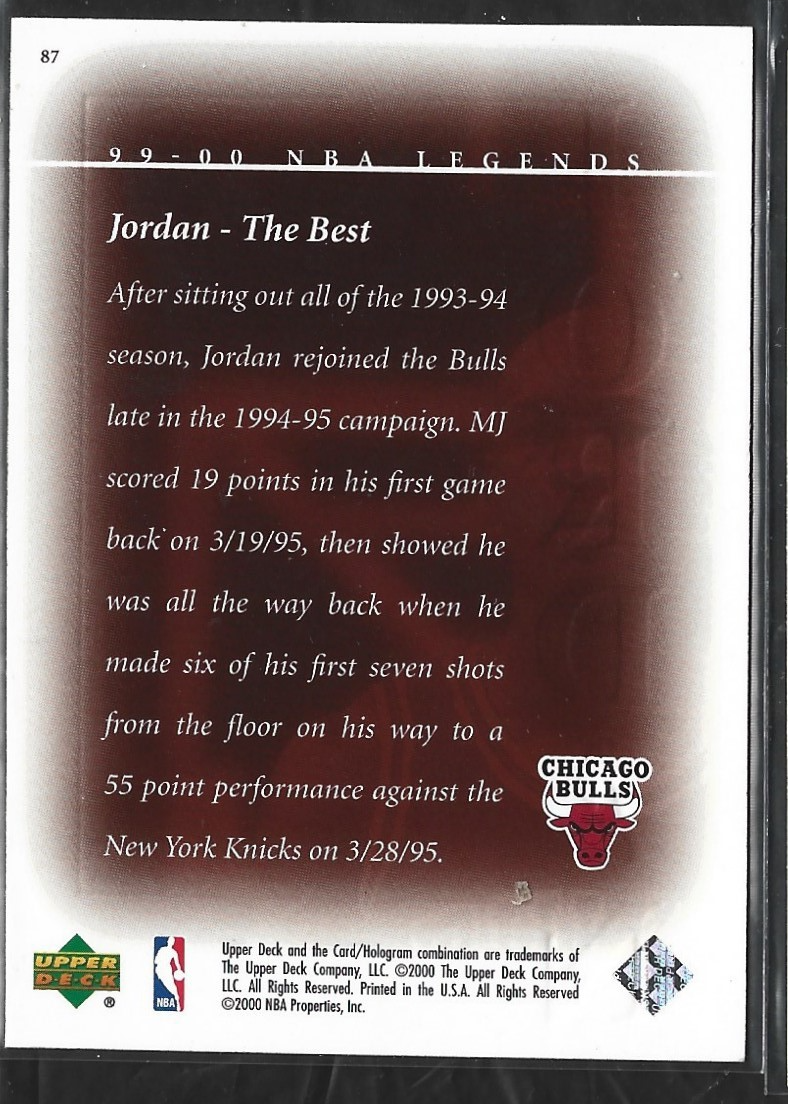 87
99-00 NBA LEGENDS
Jordan - The Best
After sitting out all of the 1993-94
season, Jordan rejoined the Bulls
late in the 1994-95 campaign. MJ
scored 19 points in his first game
back on 3/19/95, then showed he
was all the way back when he
made six of his first seven shots
from the floor on his way to a
55 point performance against the
New York Knicks on 3/28/95.
CHICAGO
BULLS
UPPER
DECK
®
NBA
Upper Deck and the Card/Hologram combination are trademarks of
The Upper Deck Company, LLC. ©2000 The Upper Deck Company,
LLC. All Rights Reserved. Printed in the U.S.A. All Rights Reserved
©2000 NBA Properties, Inc.